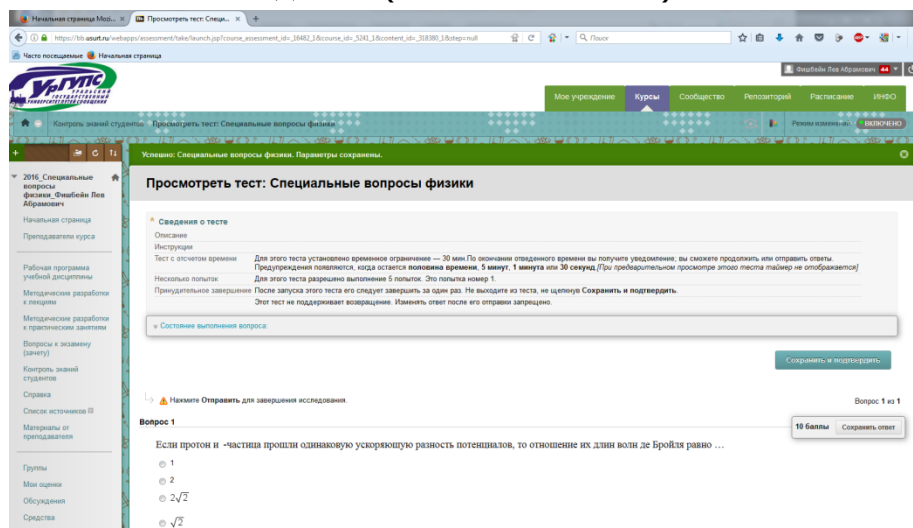 Начальная страница Mozi... ×
Просмотреть тест: Специ... ×
+
https://bb.usurt.ru/webapps/assessment/take/launch.jsp?course_assessment_id=_16482_1&course_id=_5241_1&content_id=_318380_1&step=null
Поиск
Часто посещаемые
Начальная страница
УрГУПС
УРАЛЬСКИЙ
ГОСУДАРСТВЕННЫЙ
УНИВЕРСИТЕТ ПУТЕЙ СООБЩЕНИЯ
Фишбейн Лев Абрамович 44
Мое учреждение
Курсы
Сообщество
Репозиторий
Расписание
ИНФО
Контроль знаний студентов
Просмотреть тест: Специальные вопросы физики
Режим изменений:
ВКЛЮЧЕНО
Успешно: Специальные вопросы физики. Параметры сохранены.
2016_Специальные
вопросы
физики_Фишбейн Лев
Абрамович
Начальная страница
Преподаватели курса
Рабочая программа
учебной дисциплины
Методические разработки
к лекциям
Методические разработки
к практическим занятиям
Вопросы к экзамену
(зачету)
Контроль знаний
студентов
Справка
Список источников
Материалы от
преподавателя
Группы
Мои оценки
Обсуждения
Средства
Просмотреть тест: Специальные вопросы физики
Сведения о тесте
Описание
Инструкции
Тест с отсчетом времени Для этого теста установлено временное ограничение — 30 мин.По окончании отведенного времени вы получите уведомление; вы сможете продолжить или отправить ответы.
Предупреждения появляются, когда остается половина времени, 5 минут, 1 минута или 30 секунд.[При предварительном просмотре этого теста таймер не отображается]
Несколько попыток Для этого теста разрешено выполнение 5 попыток. Это попытка номер 1.
Принудительное завершение После запуска этого теста его следует завершить за один раз. Не выходите из теста, не щелкнув Сохранить и подтвердить.
Этот тест не поддерживает возвращение. Изменять ответ после его отправки запрещено.
Состояние выполнения вопроса:
Сохранить и подтвердить
Нажмите Отправить для завершения исследования.
Вопрос 1 из 1
Вопрос 1
10 баллы
Сохранить ответ
Если протон и -частица прошли одинаковую ускоряющую разность потенциалов, то отношение их длин волн де Бройля равно …
1
2
2√2
√2